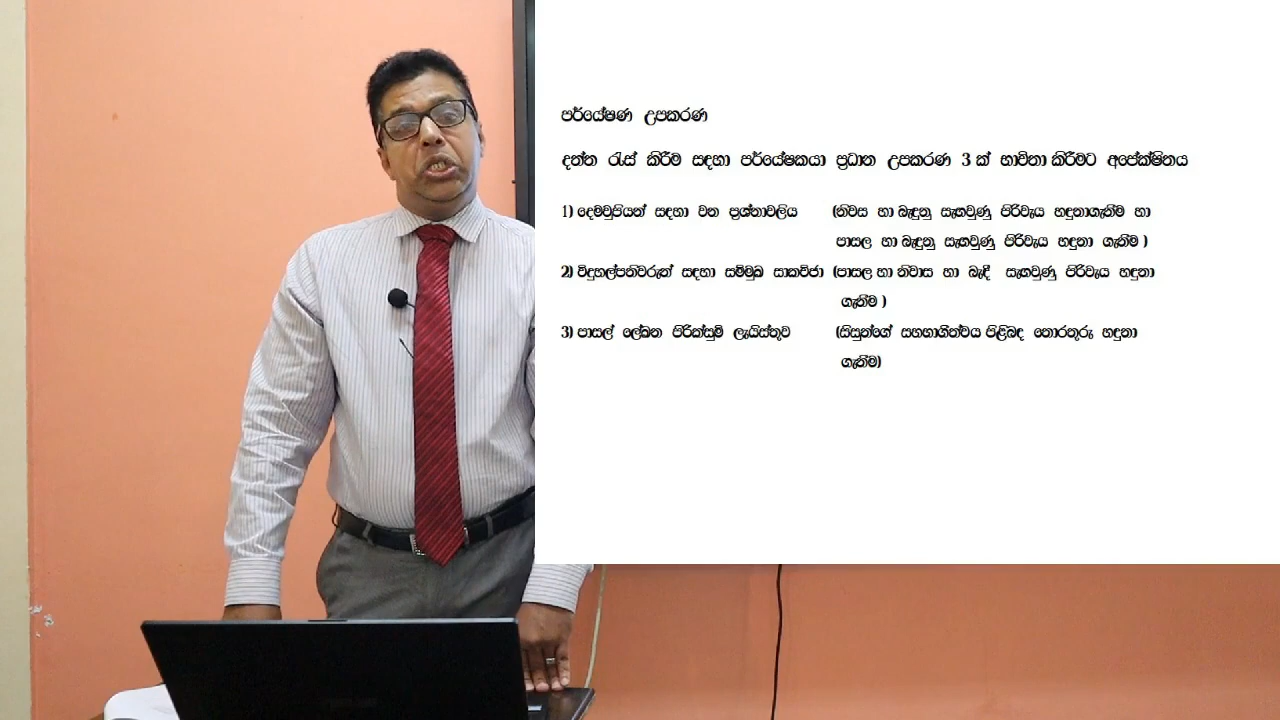 පර්යේෂණ උපකරණ
දත්ත රැස් කිරීම සඳහා පර්යේෂකයා ප්‍රධාන උපකරණ 3 ක් භාවිතා කිරීමට අපේක්ෂිතය
1) දෙමවුපියන් සඳහා වන ප්‍රශ්නාවලිය (නිවස හා බැඳුනු සැඟවුණු පිරිවැය හඳුනාගැනීම හා
පාසල හා බැඳුනු සැඟවුණු පිරිවැය හඳුනා ගැනීම )
2) විදුහල්පතිවරුන් සඳහා සම්මුඛ සාකච්ඡා (පාසල හා නිවාස හා බැඳී සැඟවුණු පිරිවැය හඳුනා
ගැනීම )
3) පාසල් ලේඛන පිරික්සුම් ලැයිස්තුව (සිසුන්ගේ සහභාගීත්වය පිළිබඳ තොරතුරු හඳුනා
ගැනීම)